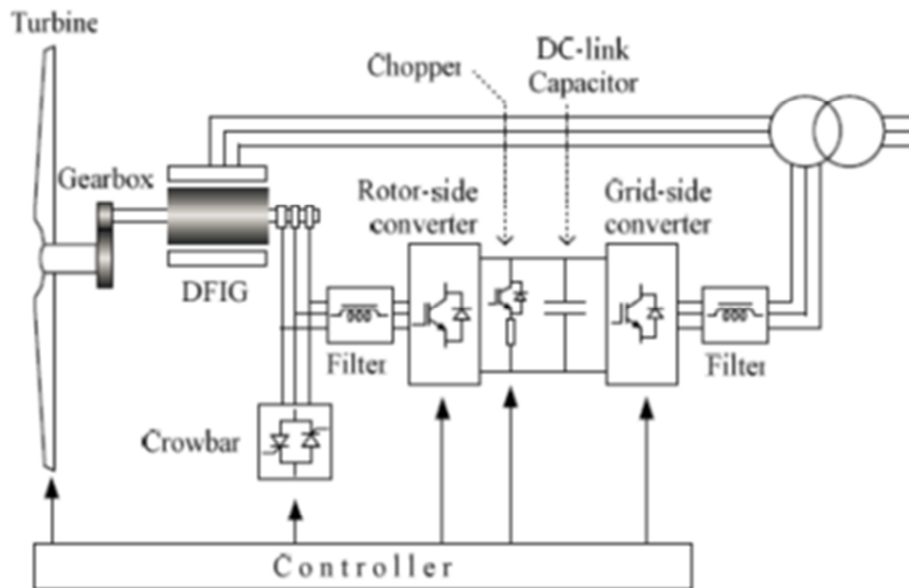 Turbine
Chopper
DC-link
Capacitor
Gearbox
Rotor-side
converter
Grid-side
converter
DFIG
Filter
Filter
Crowbar
Controller